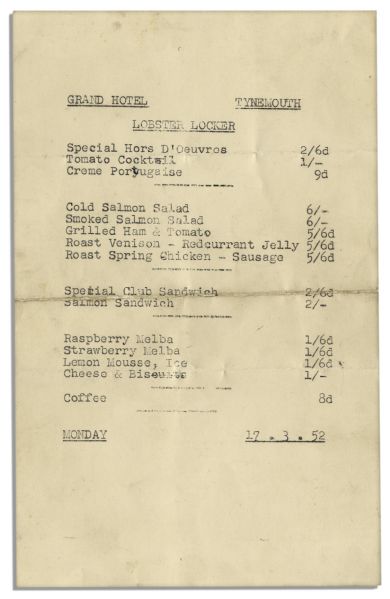 GRAND HOTEL TYNEMOUTH
LOBSTER LOCKER
Special Hors D'Oeuvros 2/6d
Tomato Cocktail 1/-
Creme Portugaise 9d
Cold Salmon Salad 6/-
Smoked Salmon Salad 6/-
Grilled Ham & Tomato 5/6d
Roast Venison - Redcurrant Jelly 5/6d
Roast Spring Chicken - Sausage 5/6d
Special Club Sandwich 2/6d
Salmon Sandwich 2/-
Raspberry Melba 1/6d
Strawberry Melba 1/6d
Lemon Mousse, Ice 1/6d
Cheese & Biscuits 1/-
Coffee 8d
MONDAY 17 . 3 . 52